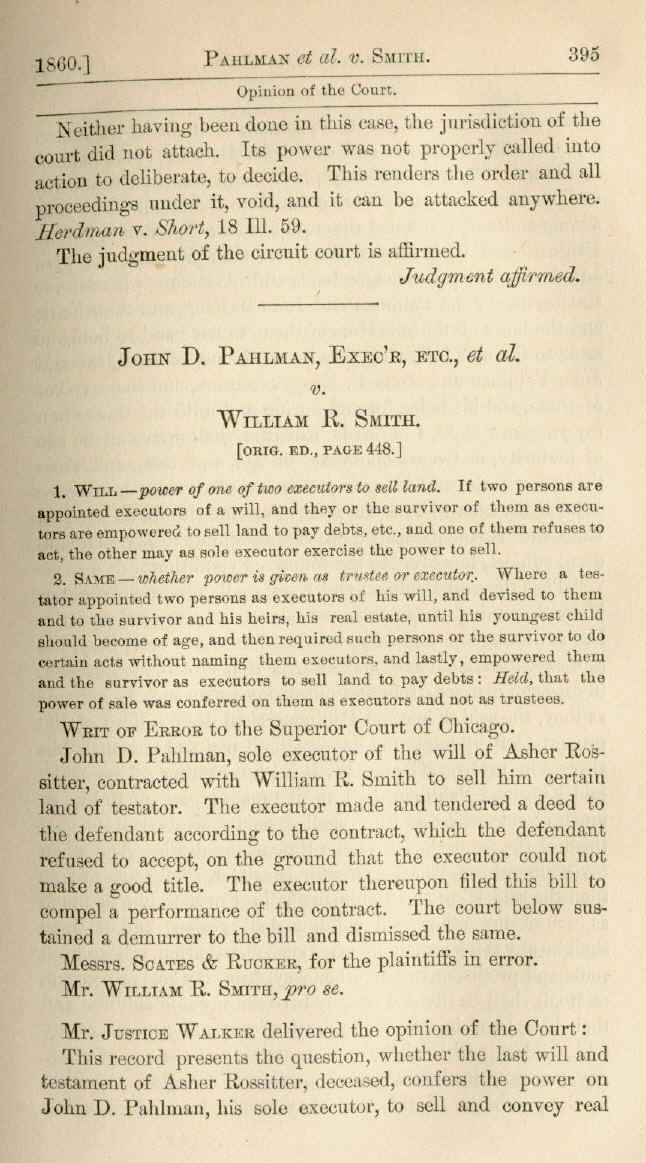 1860.] PAHLMAN et al. v. SMITH. 395
Opinion of the Court.
Neither having been done in this case, the jurisdiction of the
court did not attach. Its power was not properly called into
action to deliberate, to decide. This renders the order and all
proceedings under it, void, and it can be attacked anywhere.
Herdman v. Short, 18 Ill. 59.
The judgment of the circuit court is affirmed.
Judgment affirmed.
JOHN D. PAHLMAN, EXEC'R, ETC., et al.
v.
WILLIAM R. SMITH.
[ORIG. ED., PAGE 448.]
1. WILL — power of one of two executors to sell land. If two persons are
appointed executors of a will, and they or the survivor of them as execu-
tors are empowered to sell land to pay debts, etc., and one of them refuses to
act, the other may as sole executor exercise the power to sell.
2. SAME — whether power is given as trustee or executor. Where a tes-
tator appointed two persons as executors of his will, and devised to them
and to the survivor and his heirs, his real estate, until his youngest child
should become of age, and then required such persons or the survivor to do
certain acts without naming them executors, and lastly, empowered them
and the survivor as executors to sell land to pay debts: Held, that the
power of sale was conferred on them as executors and not as trustees.
WRIT OF ERROR to the Superior Court of Chicago.
John D. Pahlman, sole executor of the will of Asher Ros-
sitter, contracted with William R. Smith to sell him certain
land of testator. The executor made and tendered a deed to
the defendant according to the contract, which the defendant
refused to accept, on the ground that the executor could not
make a good title. The executor thereupon filed this bill to
compel a performance of the contract. The court below sus-
tained a demurrer to the bill and dismissed the same.
Messrs. SCATES & RUCKER, for the plaintiffs in error.
Mr. WILLIAM R. SMITH, pro se.
Mr. JUSTICE WALKER delivered the opinion of the Court:
This record presents the question, whether the last will and
testament of Asher Rossitter, deceased, confers the power on
John D. Pahlman, his sole executor, to sell and convey real